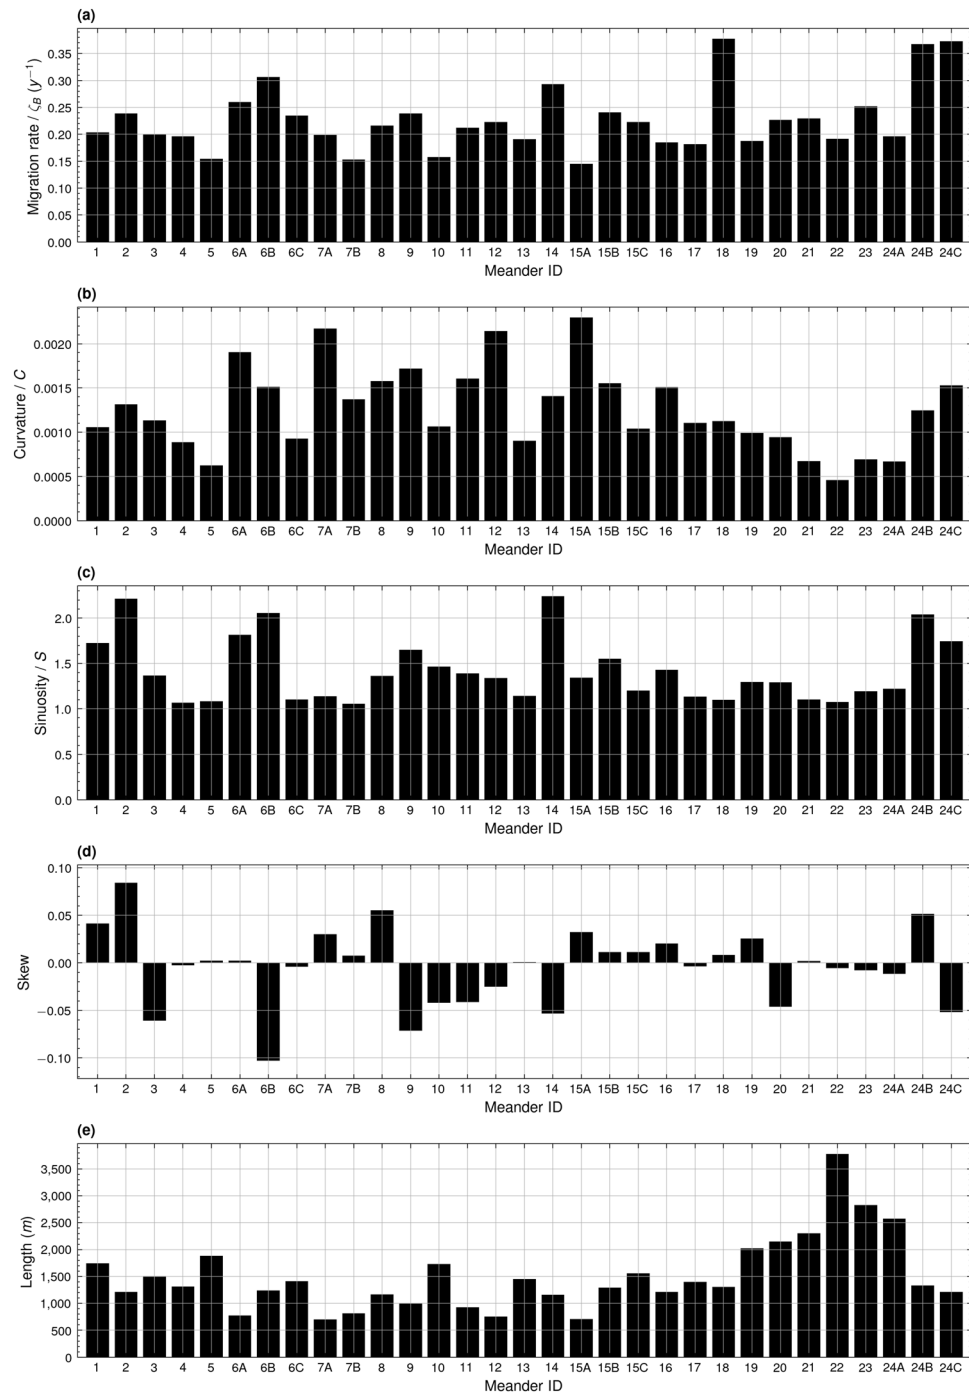 (a)
Migration rate / ζ_B (y⁻¹)
0.35
0.30
0.25
0.20
0.15
0.10
0.05
0.00
1 2 3 4 5 6A 6B 6C 7A 7B 8 9 10 11 12 13 14 15A 15B 15C 16 17 18 19 20 21 22 23 24A 24B 24C
Meander ID
(b)
Curvature / C
0.0020
0.0015
0.0010
0.0005
0.0000
1 2 3 4 5 6A 6B 6C 7A 7B 8 9 10 11 12 13 14 15A 15B 15C 16 17 18 19 20 21 22 23 24A 24B 24C
Meander ID
(c)
Sinuosity / S
2.0
1.5
1.0
0.5
0.0
1 2 3 4 5 6A 6B 6C 7A 7B 8 9 10 11 12 13 14 15A 15B 15C 16 17 18 19 20 21 22 23 24A 24B 24C
Meander ID
(d)
Skew
0.10
0.05
0.00
−0.05
−0.10
1 2 3 4 5 6A 6B 6C 7A 7B 8 9 10 11 12 13 14 15A 15B 15C 16 17 18 19 20 21 22 23 24A 24B 24C
Meander ID
(e)
Length (m)
3,500
3,000
2,500
2,000
1,500
1,000
500
0
1 2 3 4 5 6A 6B 6C 7A 7B 8 9 10 11 12 13 14 15A 15B 15C 16 17 18 19 20 21 22 23 24A 24B 24C
Meander ID